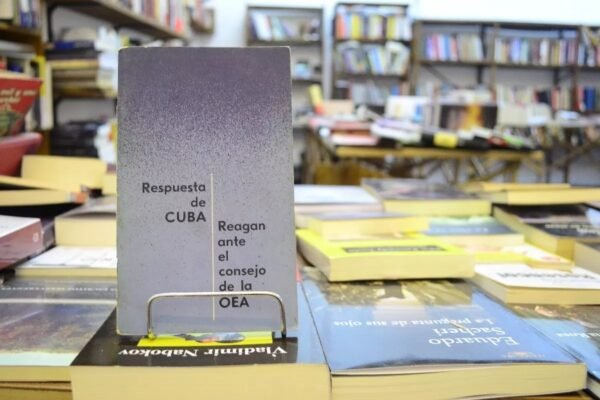 Respuesta
de
CUBA
Reagan
ante
el
consejo
de la
OEA
Vladimir Nabokov
Eduardo
Sacheri
La pregunta de sus ojos